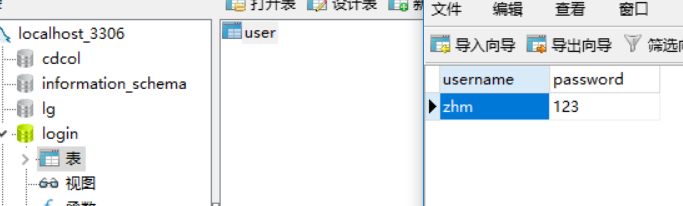 localhost_3306
cdcol
information_schema
lg
login
表
视图
打开表 设计表
user
文件 编辑 查看 窗口
导入向导 导出向导 筛选
username password
zhm 123